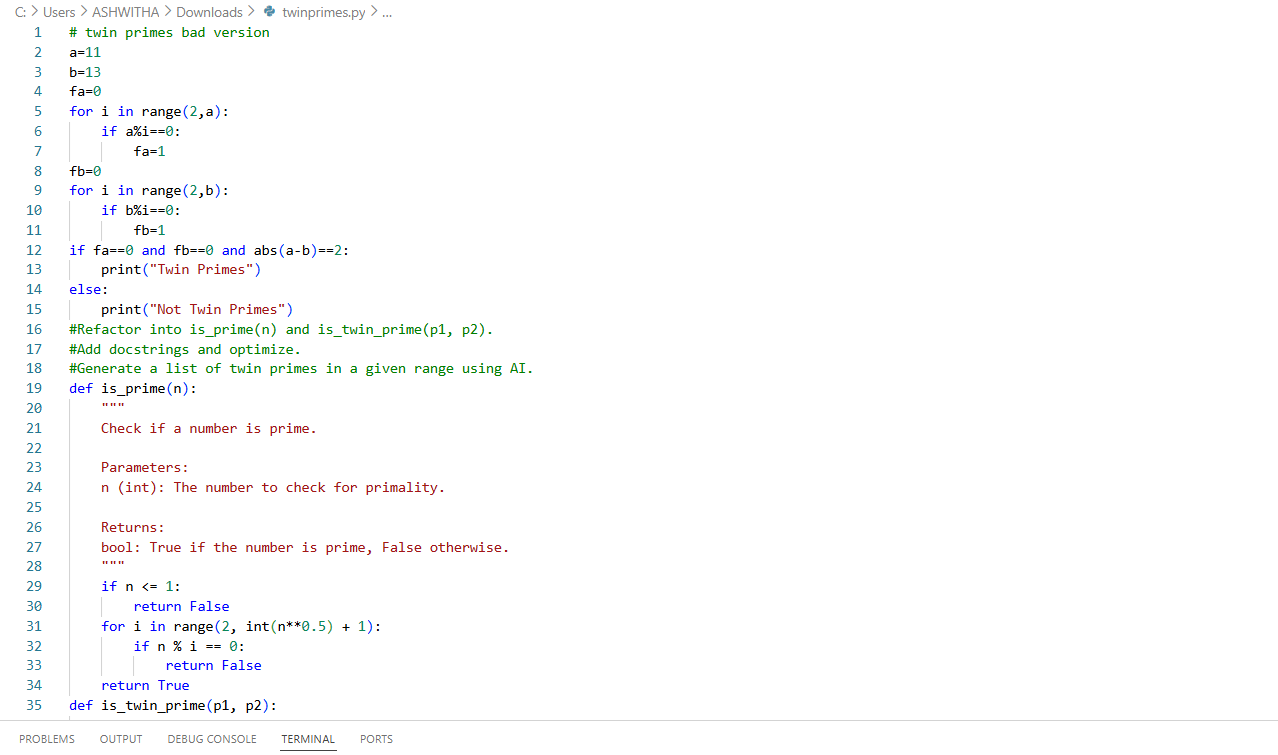 C: > Users > ASHWITHA > Downloads > twinprimes.py > ...
1 # twin primes bad version
2 a=11
3 b=13
4 fa=0
5 for i in range(2,a):
6     if a%i==0:
7         fa=1
8 fb=0
9 for i in range(2,b):
10     if b%i==0:
11         fb=1
12 if fa==0 and fb==0 and abs(a-b)==2:
13     print("Twin Primes")
14 else:
15     print("Not Twin Primes")
16 #Refactor into is_prime(n) and is_twin_prime(p1, p2).
17 #Add docstrings and optimize.
18 #Generate a list of twin primes in a given range using AI.
19 def is_prime(n):
20     """
21     Check if a number is prime.
22
23     Parameters:
24     n (int): The number to check for primality.
25
26     Returns:
27     bool: True if the number is prime, False otherwise.
28     """
29     if n <= 1:
30         return False
31     for i in range(2, int(n**0.5) + 1):
32         if n % i == 0:
33             return False
34     return True
35 def is_twin_prime(p1, p2):
PROBLEMS OUTPUT DEBUG CONSOLE TERMINAL PORTS